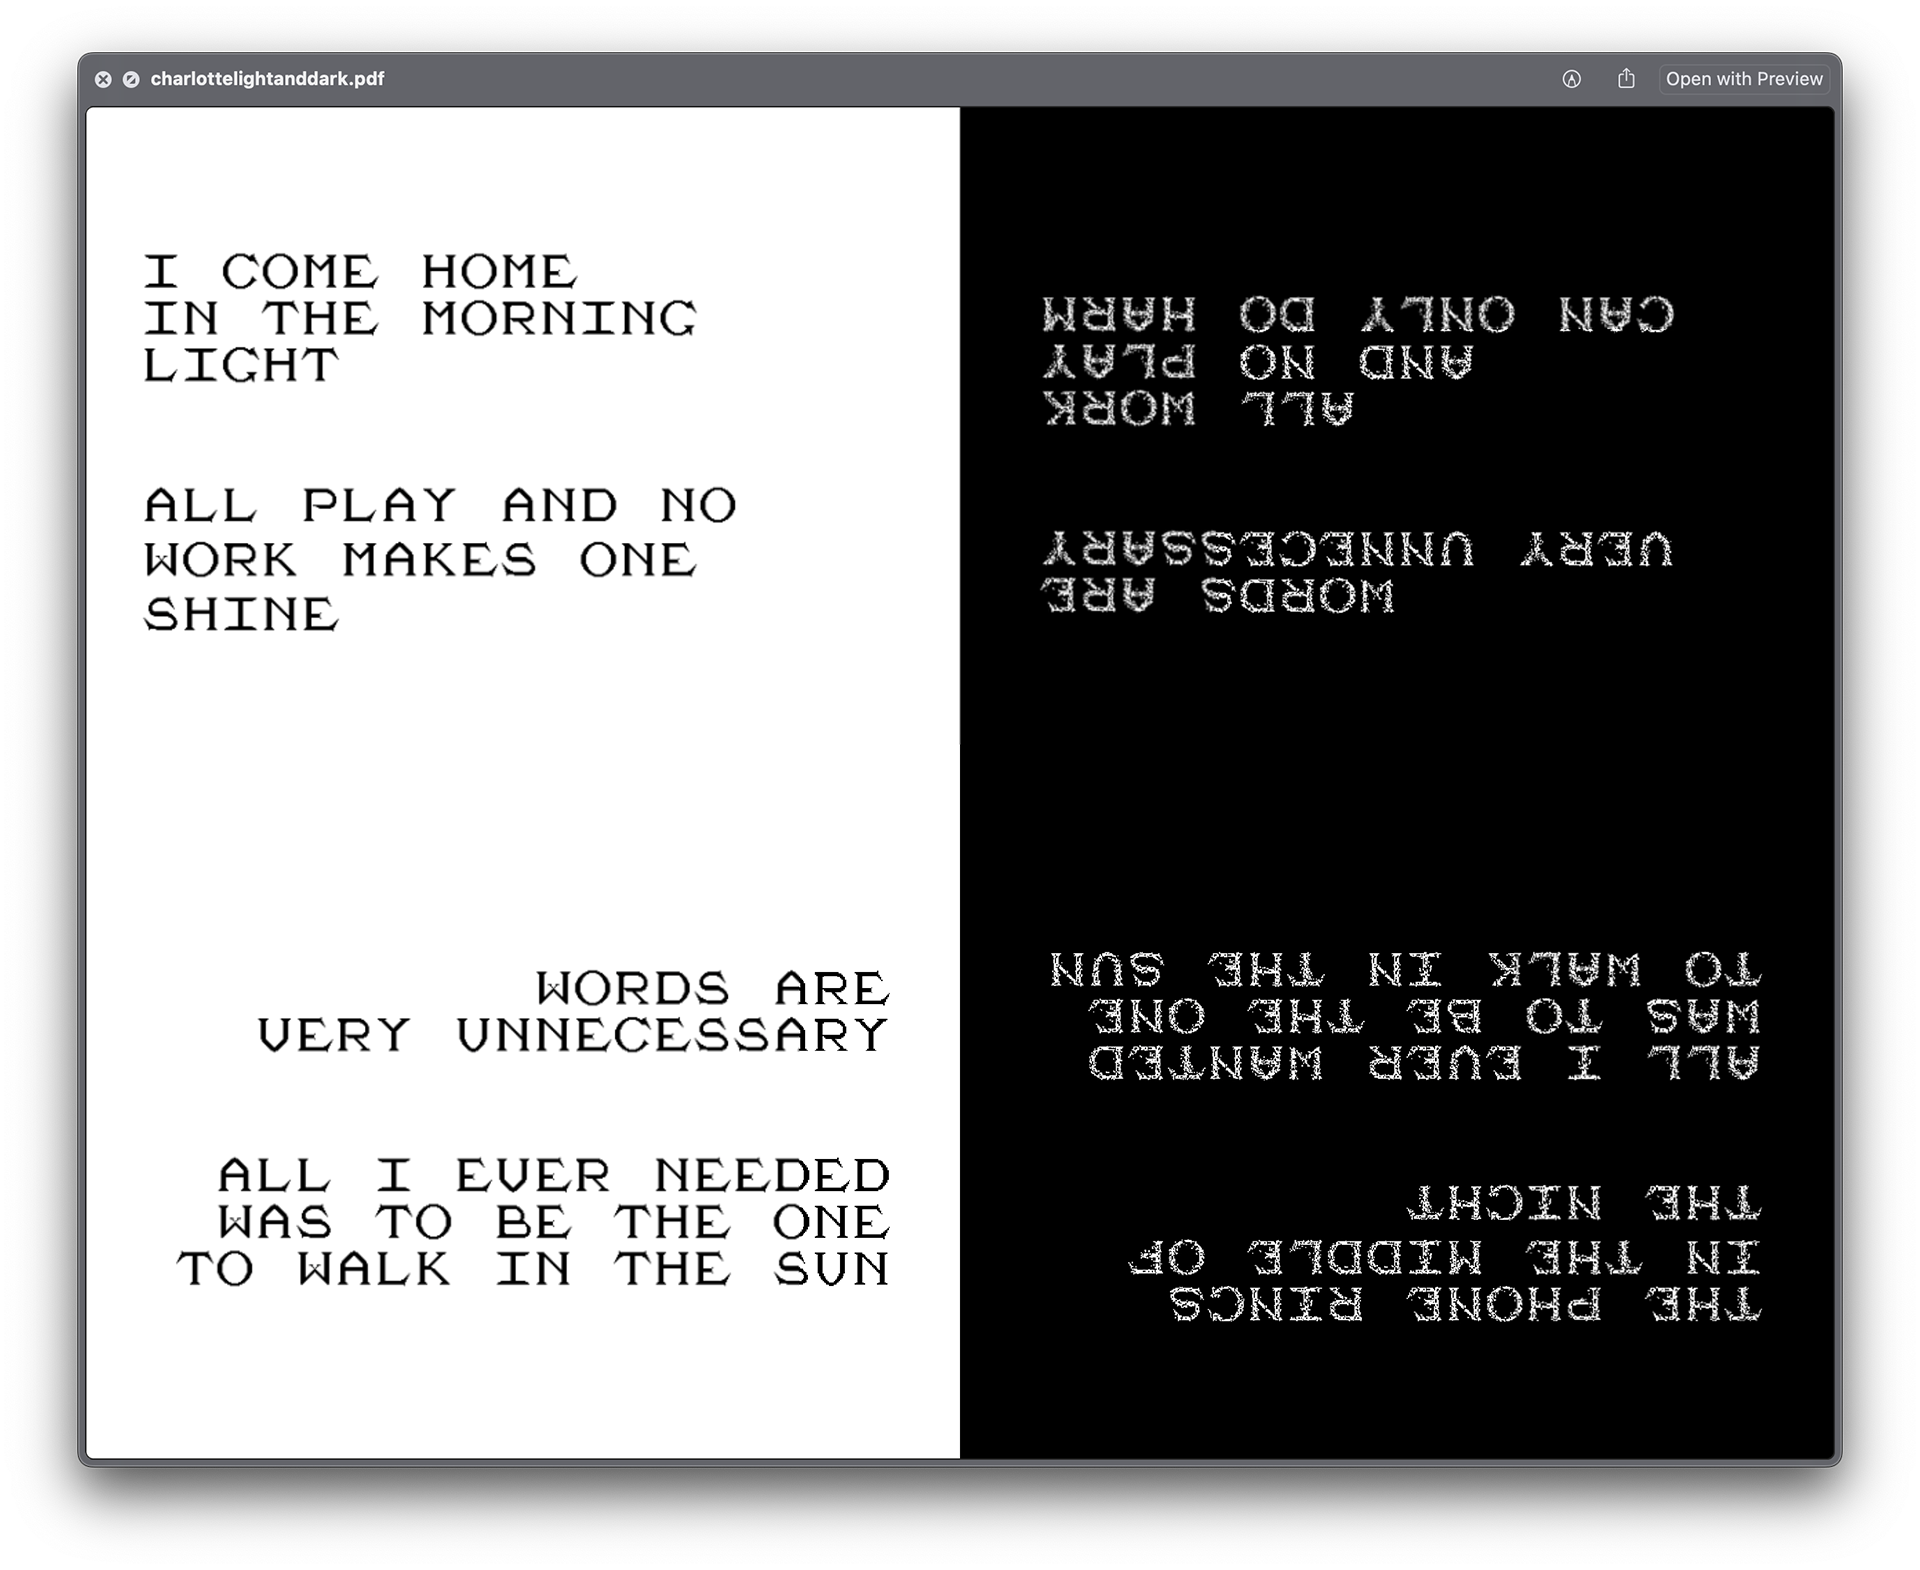 charlottelightanddark.pdf
Open with Preview
I COME HOME
IN THE MORNING
LIGHT
ALL PLAY AND NO
WORK MAKES ONE
SHINE
WORDS ARE
VERY UNNECESSARY
ALL I EVER NEEDED
WAS TO BE THE ONE
TO WALK IN THE SUN
THE PHONE RINGS
IN THE MIDDLE OF
THE NIGHT
ALL I EVER WANTED
WAS TO BE THE ONE
TO WALK IN THE SUN
WORDS ARE
VERY UNNECESSARY
ALL WORK
AND NO PLAY
CAN ONLY DO HARM